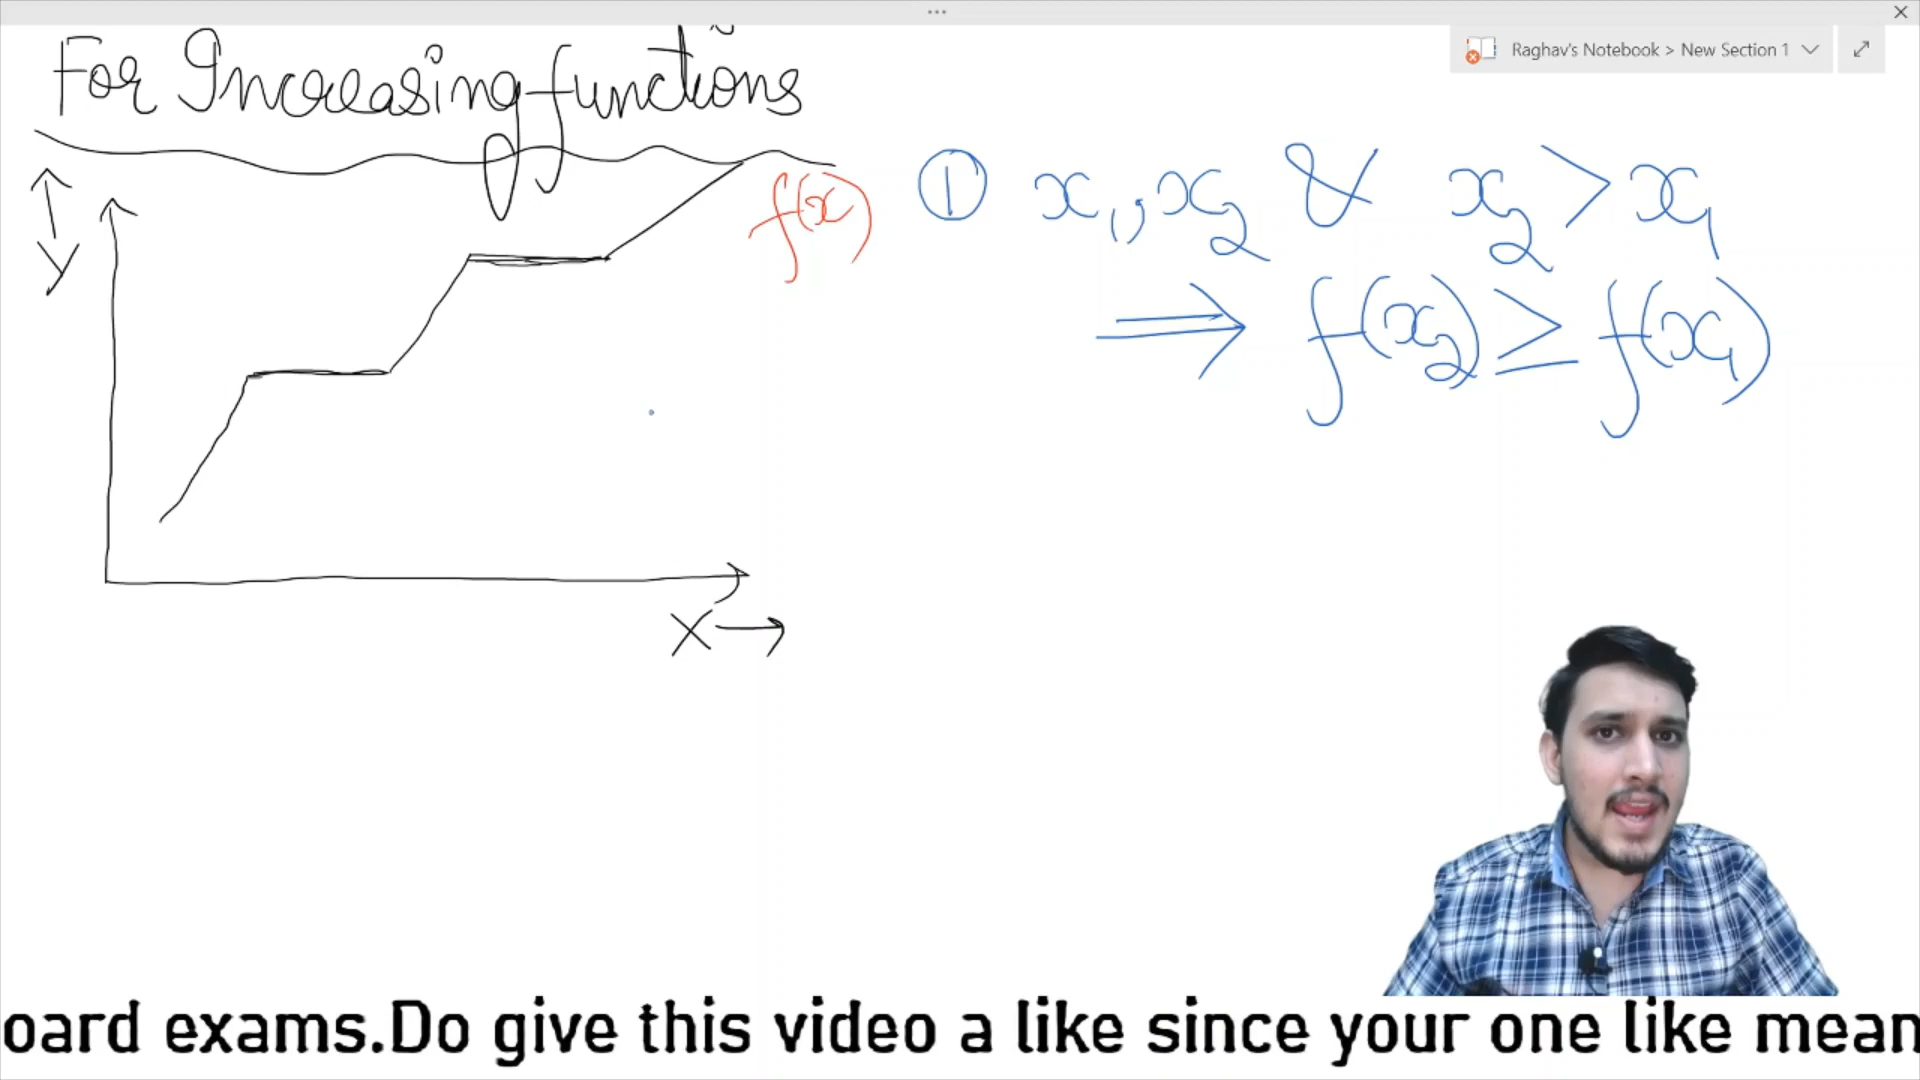 ...
Raghav's Notebook > New Section 1
For Increasing functions
y
f(x)
x
① x₁, x₂ & x₂ > x₁
⟹ f(x₂) ≥ f(x₁)
oard exams.Do give this video a like since your one like mean